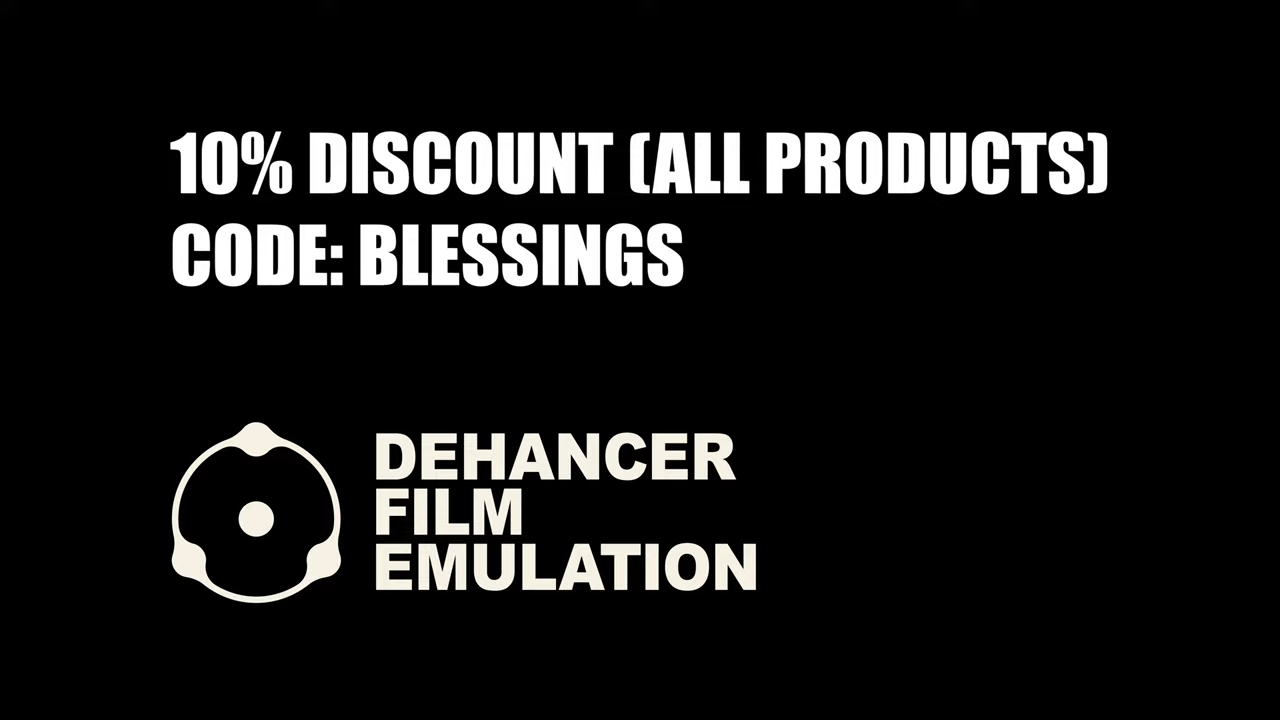 10% DISCOUNT (ALL PRODUCTS)
CODE: BLESSINGS
DEHANCER
FILM
EMULATION